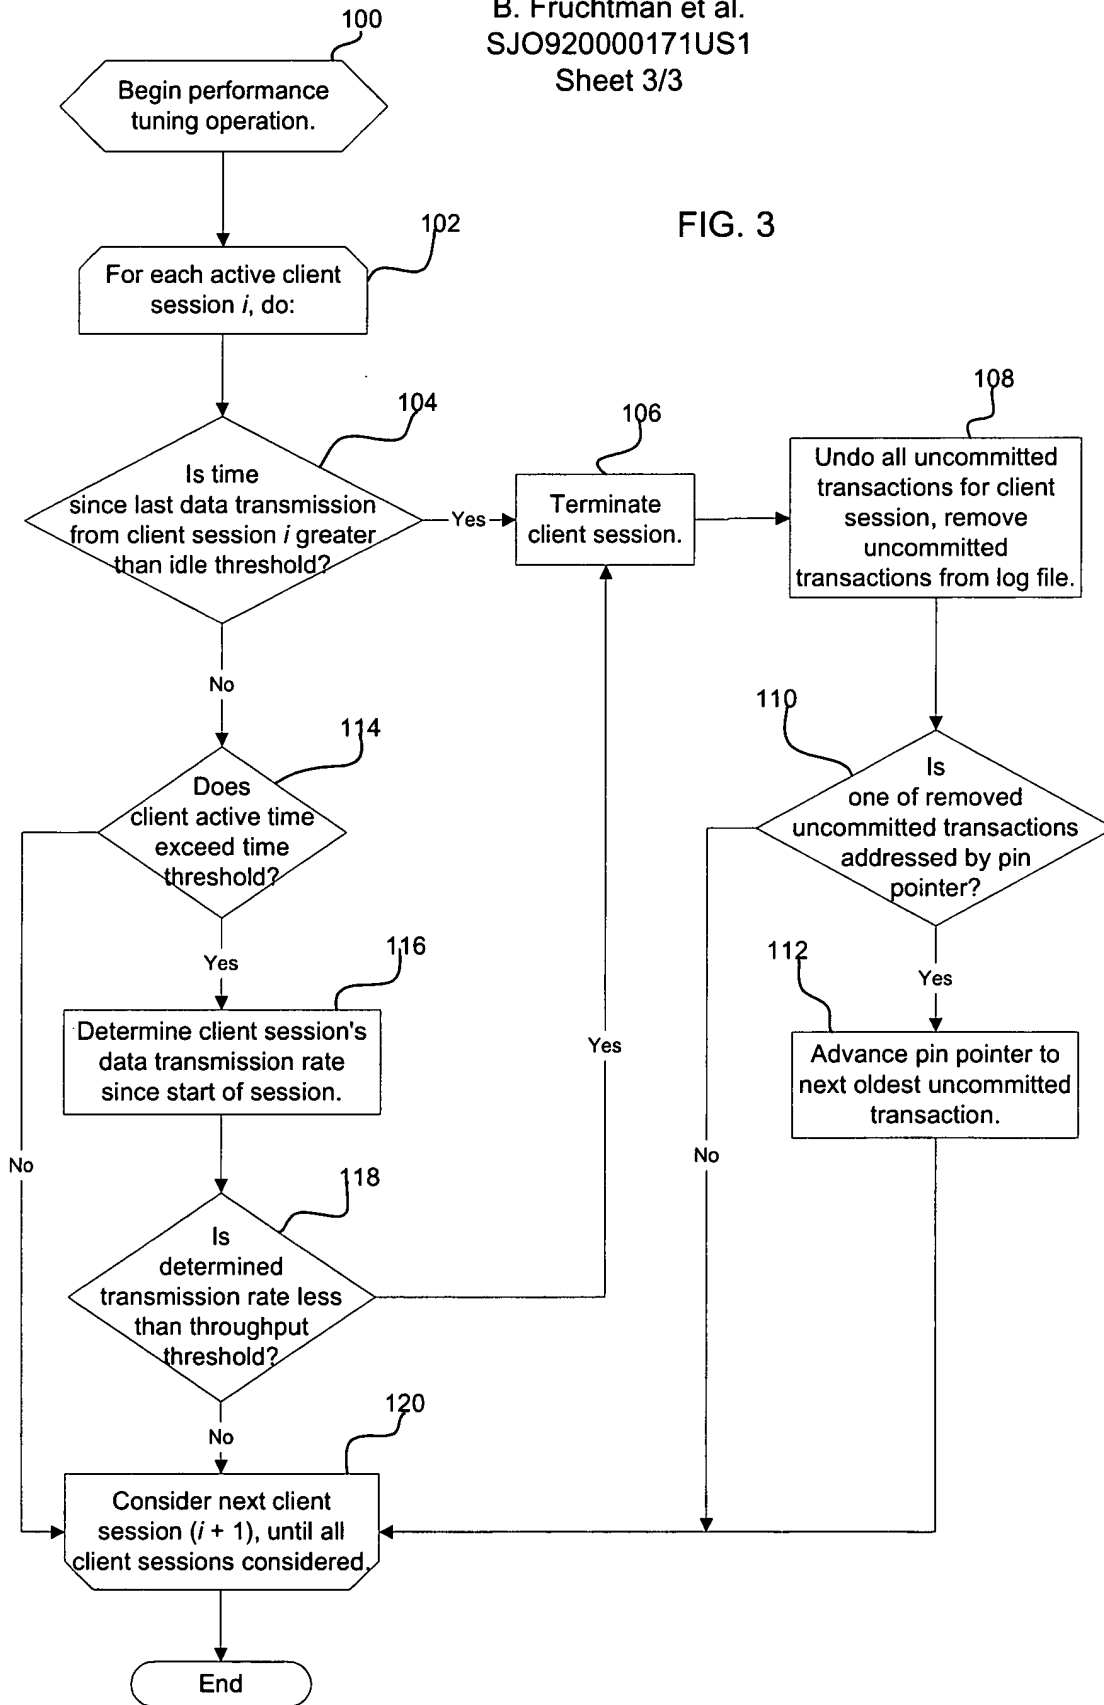 B. Fruchtman et al.
SJO920000171US1
Sheet 3/3
FIG. 3
100
Begin performance
tuning operation.
102
For each active client
session i, do:
104
Is time
since last data transmission
from client session i greater
than idle threshold?
Yes
No
106
Terminate
client session.
108
Undo all uncommitted
transactions for client
session, remove
uncommitted
transactions from log file.
110
Is
one of removed
uncommitted transactions
addressed by pin
pointer?
Yes
No
112
Advance pin pointer to
next oldest uncommitted
transaction.
114
Does
client active time
exceed time
threshold?
Yes
No
116
Determine client session's
data transmission rate
since start of session.
118
Is
determined
transmission rate less
than throughput
threshold?
Yes
No
120
Consider next client
session (i + 1), until all
client sessions considered.
End